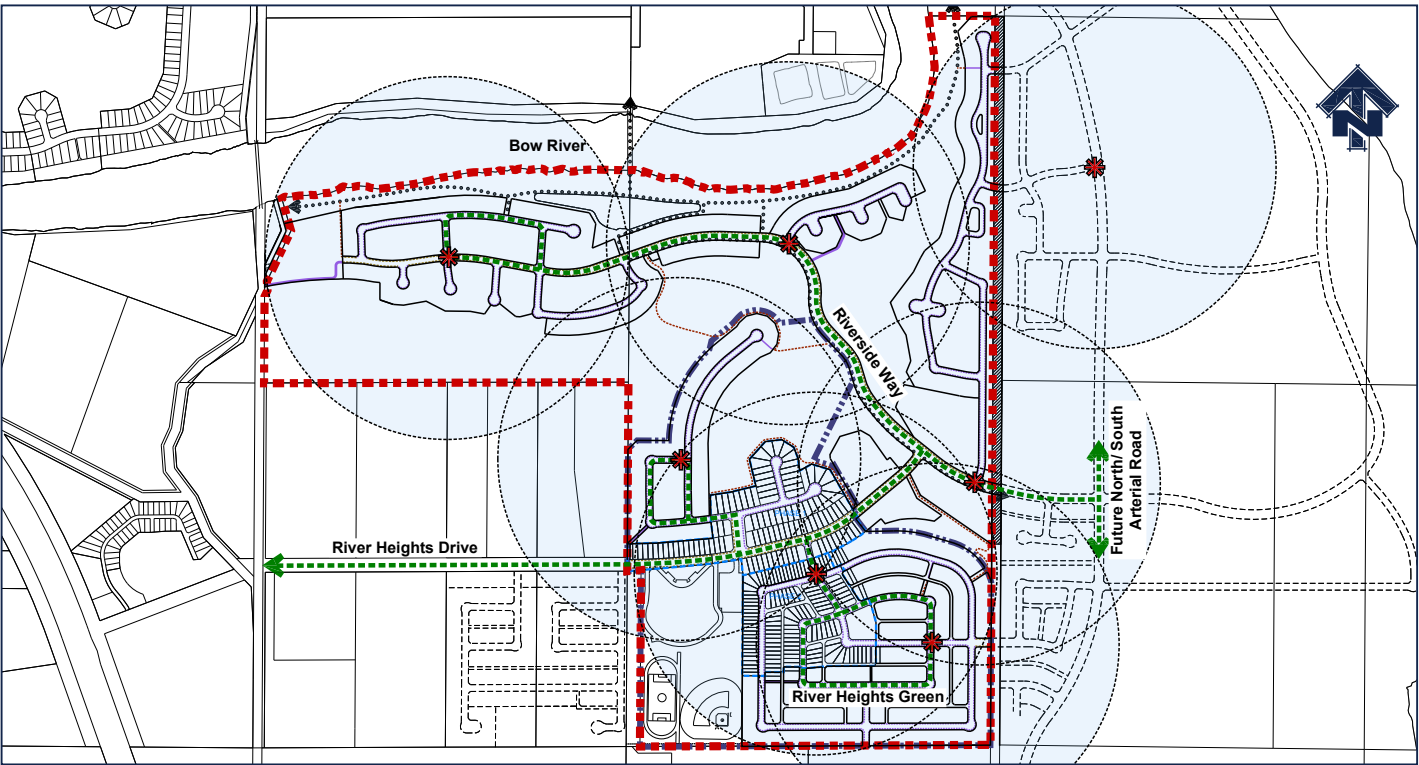 Bow River
N
Riverside Way
Future North/ South
Arterial Road
River Heights Drive
River Heights Green